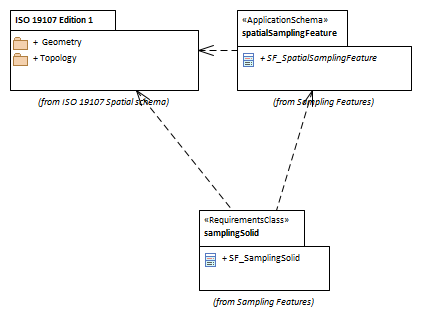 ISO 19107 Edition 1
+ Geometry
+ Topology
(from ISO 19107 Spatial schema)
«ApplicationSchema»
spatialSamplingFeature
+ SF_SpatialSamplingFeature
(from Sampling Features)
«RequirementsClass»
samplingSolid
+ SF_SamplingSolid
(from Sampling Features)